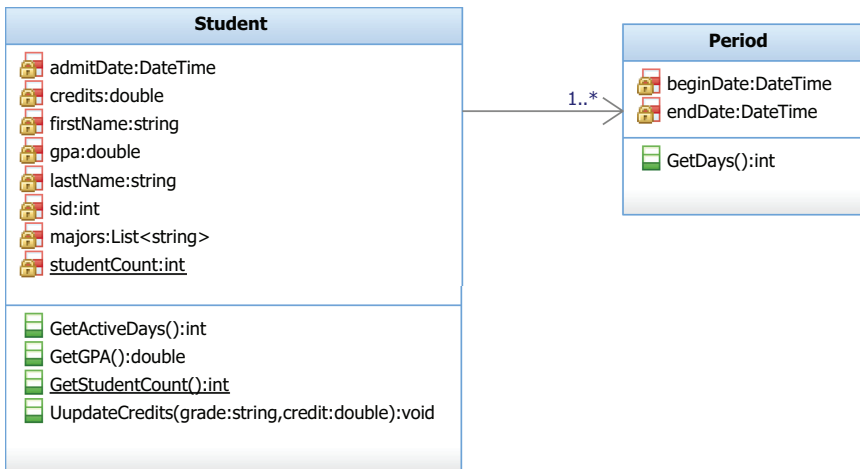 Student
admitDate:DateTime
credits:double
firstName:string
gpa:double
lastName:string
sid:int
majors:List<string>
studentCount:int
GetActiveDays():int
GetGPA():double
GetStudentCount():int
UupdateCredits(grade:string,credit:double):void
1..*
Period
beginDate:DateTime
endDate:DateTime
GetDays():int